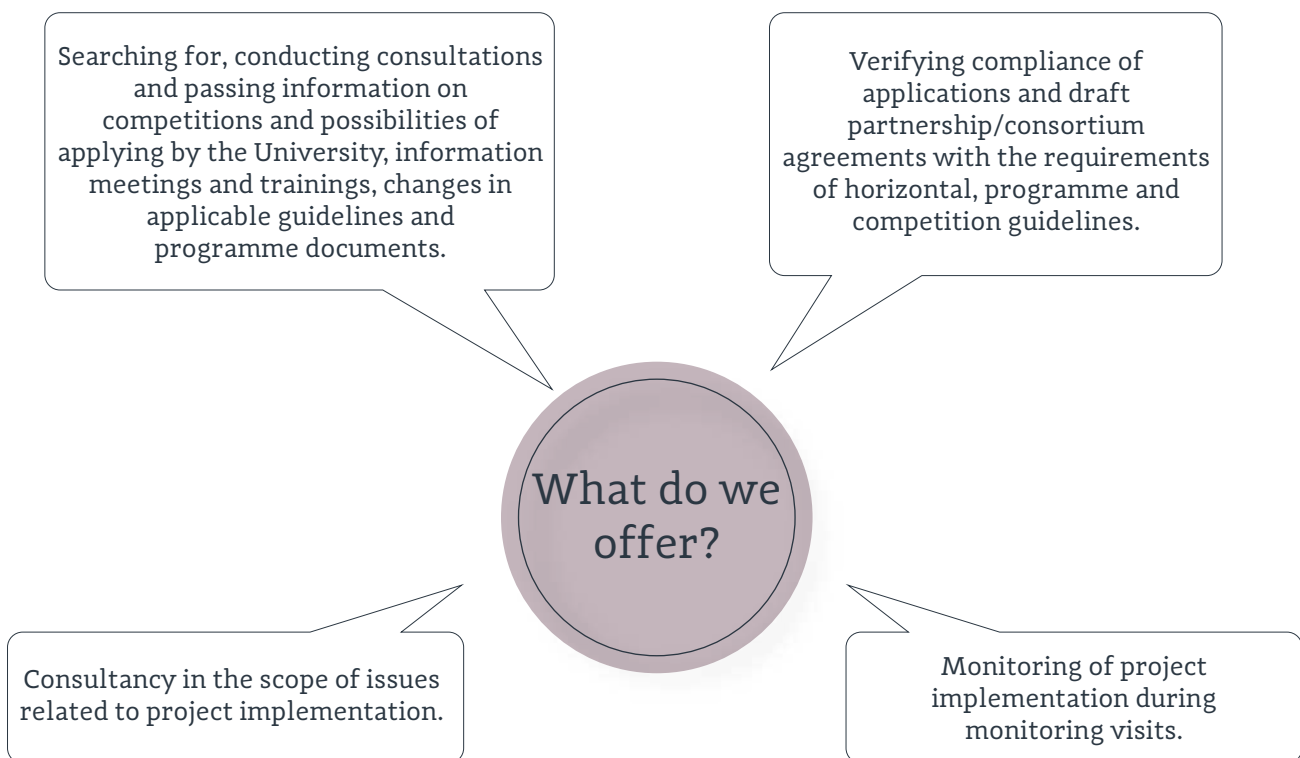 Searching for, conducting consultations
and passing information on
competitions and possibilities of
applying by the University, information
meetings and trainings, changes in
applicable guidelines and
programme documents.
Verifying compliance of
applications and draft
partnership/consortium
agreements with the requirements
of horizontal, programme and
competition guidelines.
What do we
offer?
Consultancy in the scope of issues
related to project implementation.
Monitoring of project
implementation during
monitoring visits.